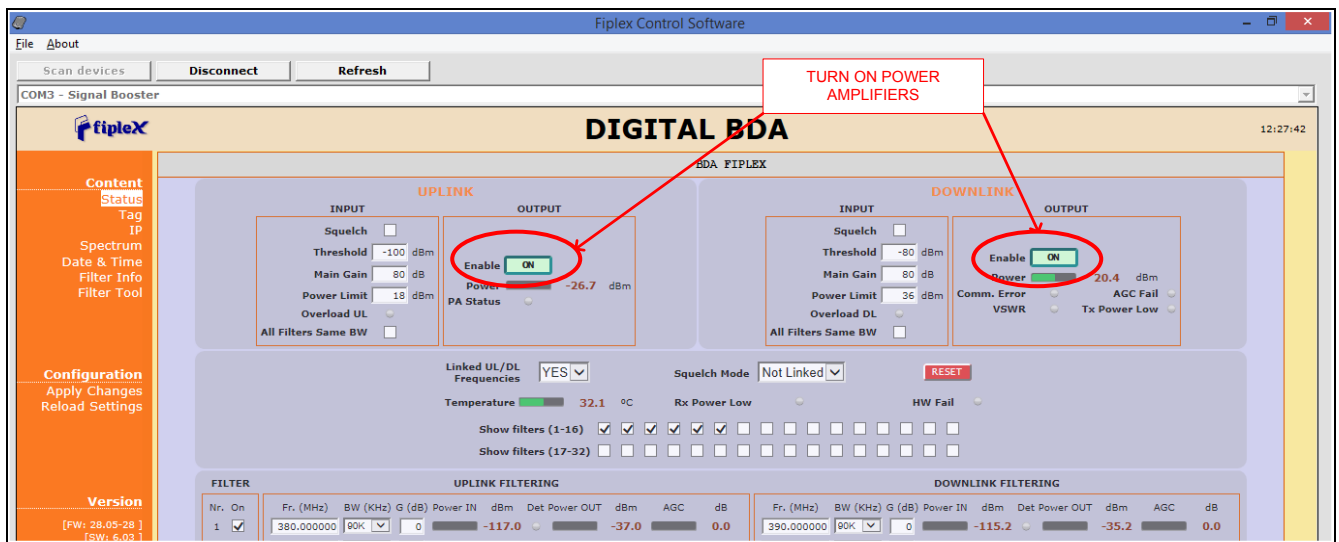 Fiplex Control Software
File About
Scan devices Disconnect Refresh
COM3 - Signal Booster
TURN ON POWER
AMPLIFIERS
fipleX
DIGITAL BDA
12:27:42
BDA FIPLEX
Content
Status
Tag
IP
Spectrum
Date & Time
Filter Info
Filter Tool
Configuration
Apply Changes
Reload Settings
Version
[FW: 28.05-28 ]
[SW: 6.03 ]
UPLINK
INPUT OUTPUT
Squelch
Threshold -100 dBm
Main Gain 80 dB
Power Limit 18 dBm
Overload UL
All Filters Same BW
Enable ON
Power -26.7 dBm
PA Status
DOWNLINK
INPUT OUTPUT
Squelch
Threshold -80 dBm
Main Gain 80 dB
Power Limit 36 dBm
Overload DL
All Filters Same BW
Enable ON
Power 20.4 dBm
Comm. Error AGC Fail
VSWR Tx Power Low
Linked UL/DL
Frequencies YES Squelch Mode Not Linked RESET
Temperature 32.1 ºC Rx Power Low HW Fail
Show filters (1-16)
Show filters (17-32)
FILTER UPLINK FILTERING DOWNLINK FILTERING
Nr. On Fr. (MHz) BW (KHz) G (dB) Power IN dBm Det Power OUT dBm AGC dB Fr. (MHz) BW (KHz) G (dB) Power IN dBm Det Power OUT dBm AGC dB
1 380.000000 90K 0 -117.0 -37.0 0.0 390.000000 90K 0 -115.2 -35.2 0.0